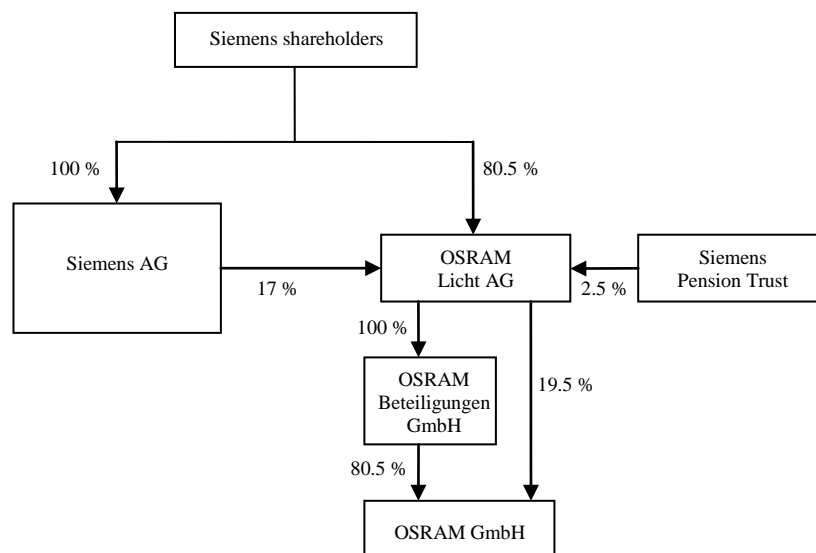 Siemens shareholders
100 %
80.5 %
Siemens AG
17 %
OSRAM
Licht AG
2.5 %
Siemens
Pension Trust
100 %
OSRAM
Beteiligungen
GmbH
19.5 %
80.5 %
OSRAM GmbH